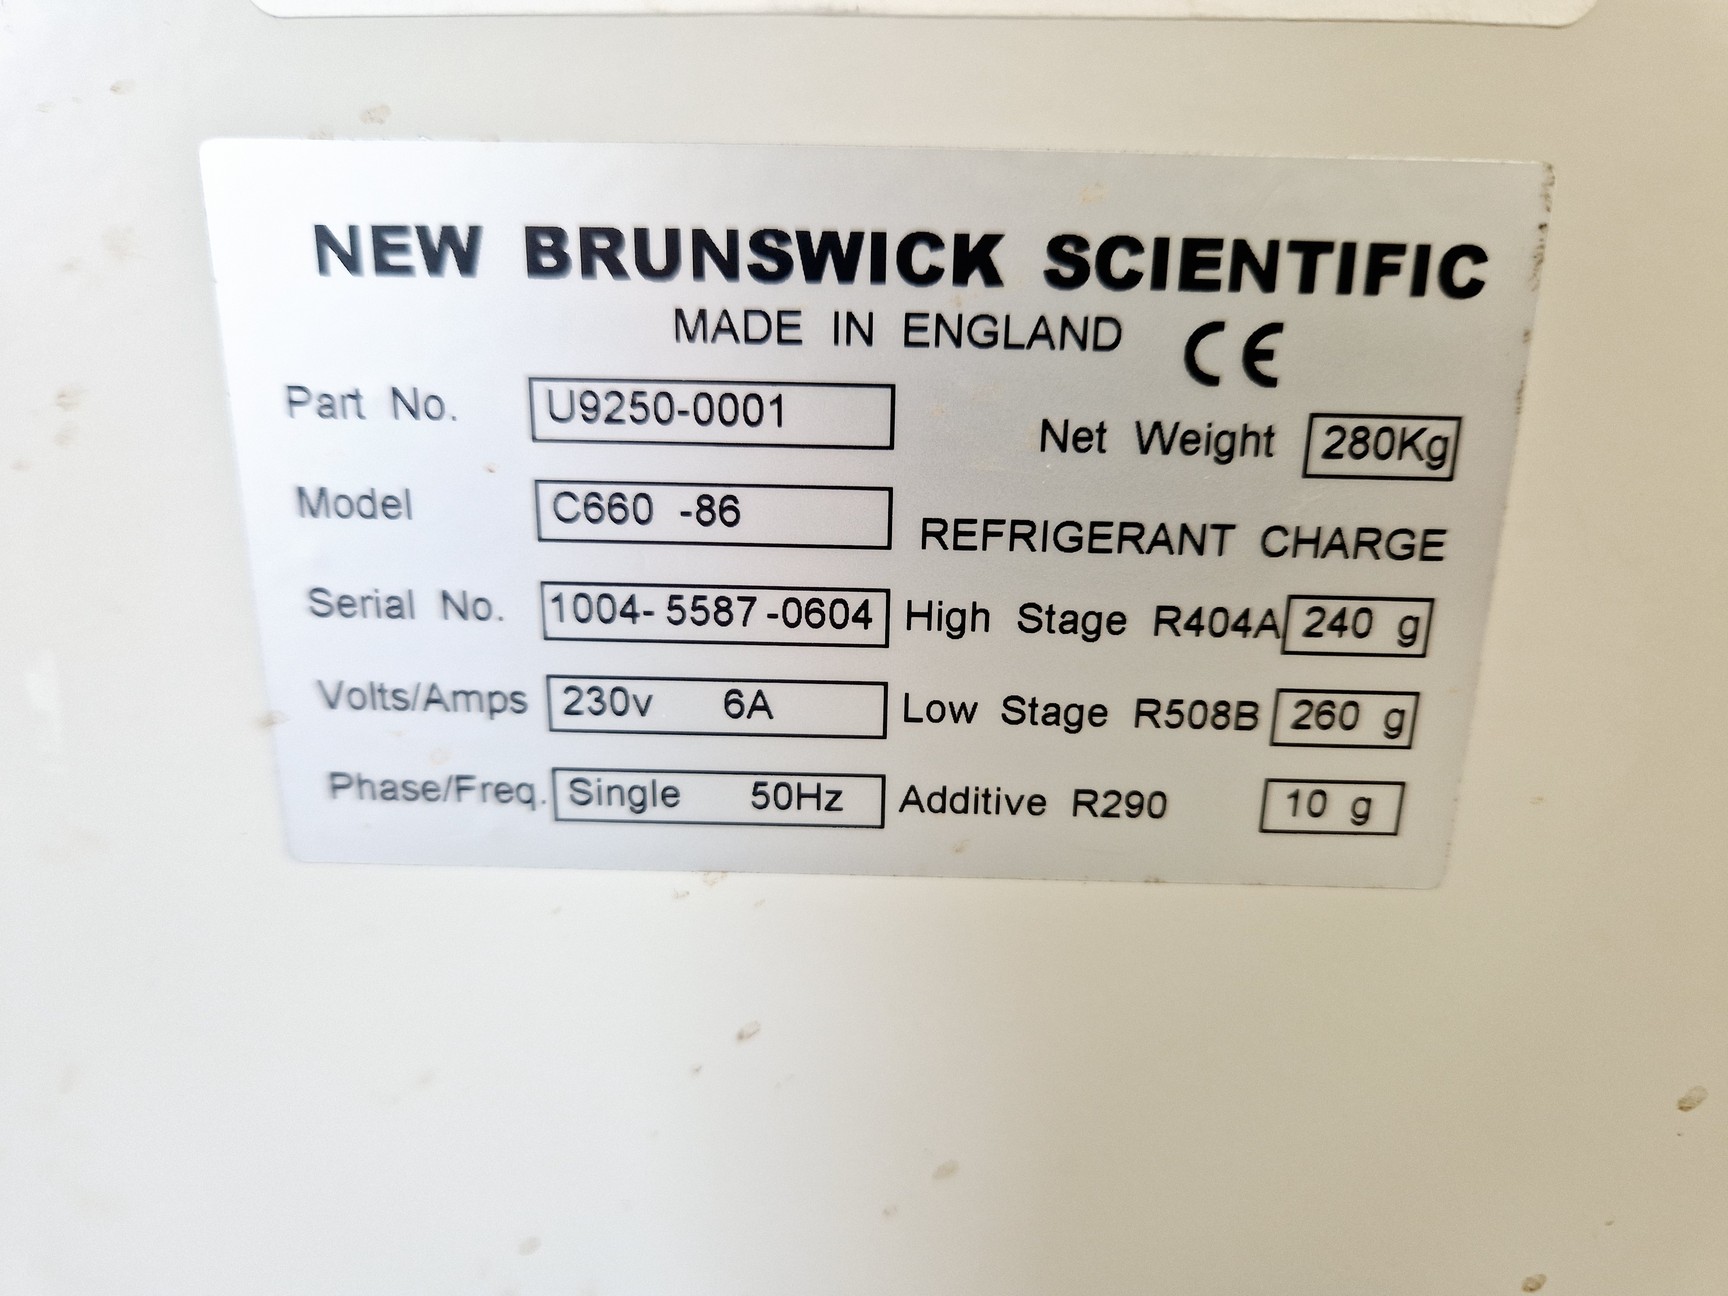 NEW BRUNSWICK SCIENTIFIC
MADE IN ENGLAND CE
Part No. U9250-0001
Net Weight 280Kg
Model C660 -86
REFRIGERANT CHARGE
Serial No. 1004- 5587 -0604 High Stage R404A 240 g
Volts/Amps 230v 6A Low Stage R508B 260 g
Phase/Freq. Single 50Hz Additive R290 10 g